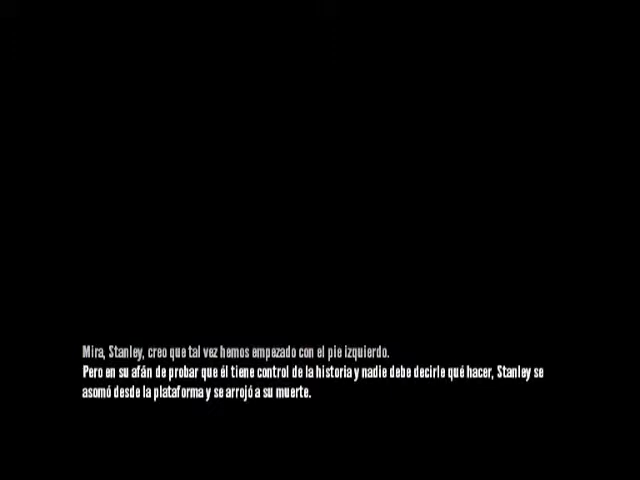 Mira, Stanley, creo que tal vez hemos empezado con el pie izquierdo.
Pero en su afán de probar que él tiene control de la historia y nadie debe decirle qué hacer, Stanley se
asomó desde la plataforma y se arrojó a su muerte.